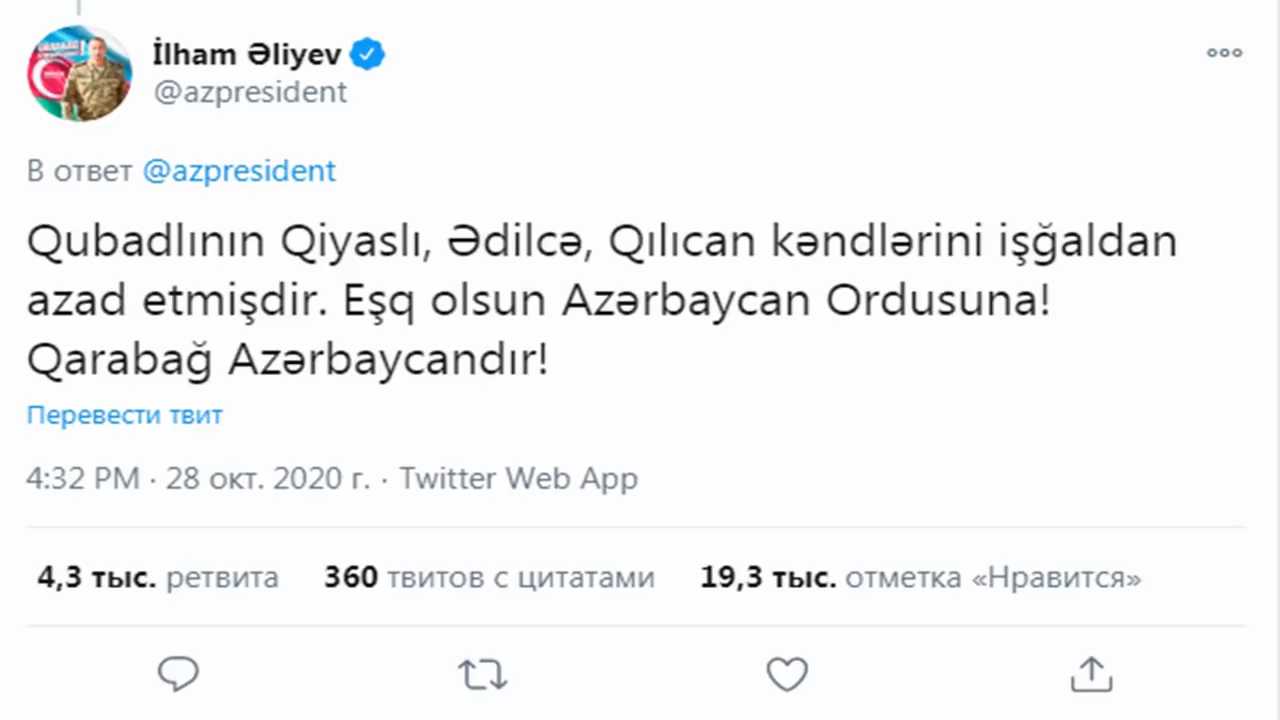 İlham Əliyev
@azpresident
В ответ @azpresident
Qubadlının Qiyaslı, Ədilcə, Qılıcan kəndlərini işğaldan
azad etmişdir. Eşq olsun Azərbaycan Ordusuna!
Qarabağ Azərbaycandır!
Перевести твит
4:32 PM · 28 окт. 2020 г. · Twitter Web App
4,3 тыс. ретвита 360 твитов с цитатами 19,3 тыс. отметка «Нравится»